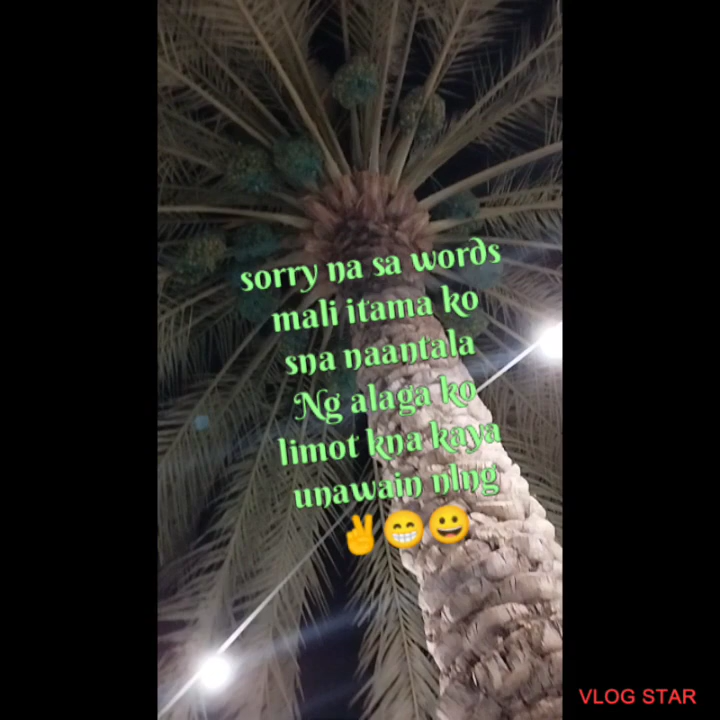 sorry na sa words
mali itama ko
sna naantala
Ng alaga ko
limot kna kaya
unawain nlng
✌😁😀
VLOG STAR